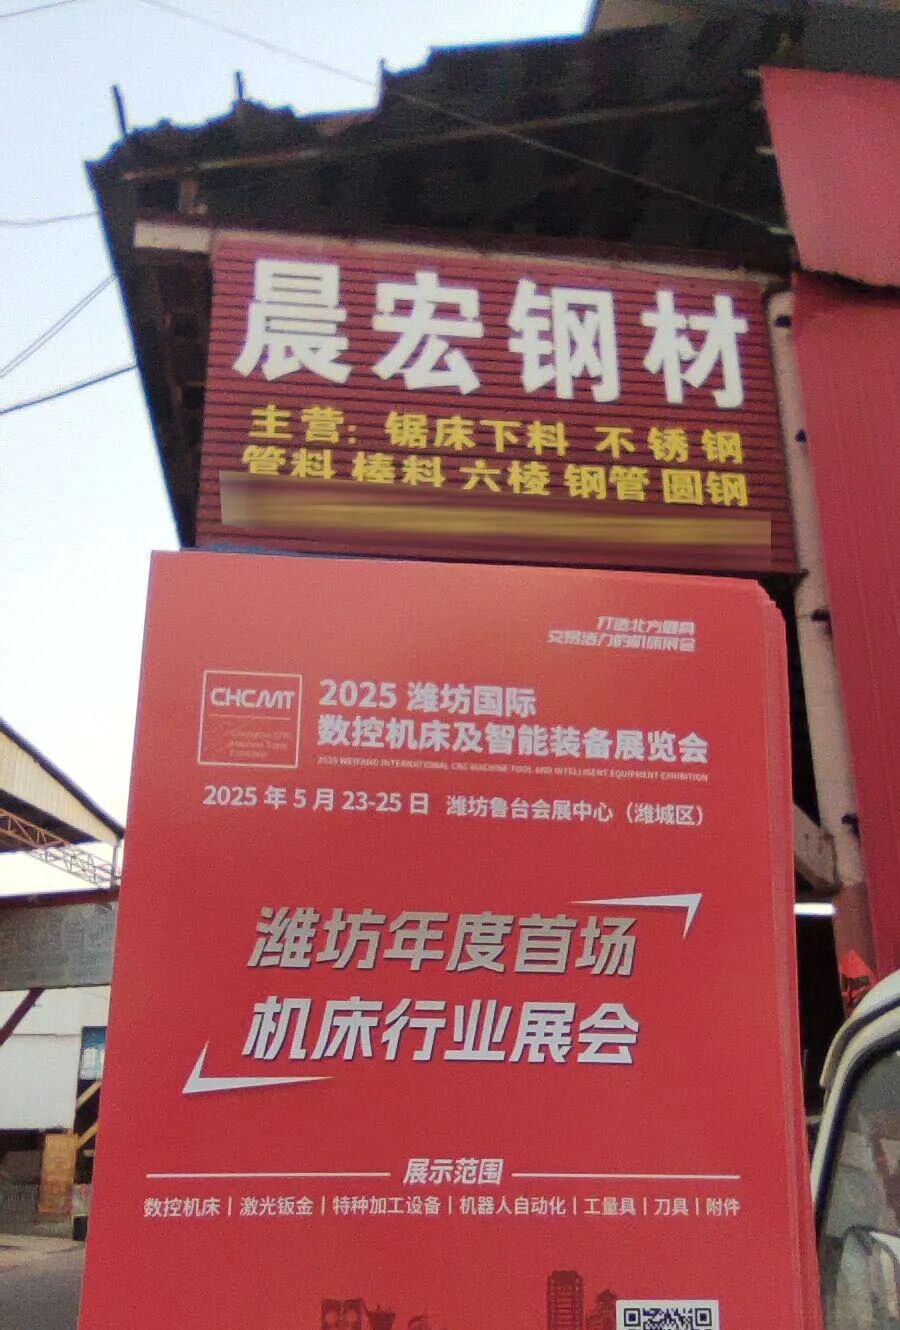 晨宏钢材
主营：锯床下料 不锈钢
管料 棒料 六棱 钢管 圆钢
打造北方最具
交易活力的机床展会
CHCMT
2025 潍坊国际
数控机床及智能装备展览会
2025 WEIFANG INTERNATIONAL CNC MACHINE TOOL AND INTELLIGENT EQUIPMENT EXHIBITION
2025 年 5 月 23-25 日 潍坊鲁台会展中心（潍城区）
潍坊年度首场
机床行业展会
展示范围
数控机床 | 激光钣金 | 特种加工设备 | 机器人自动化 | 工量具 | 刀具 | 附件